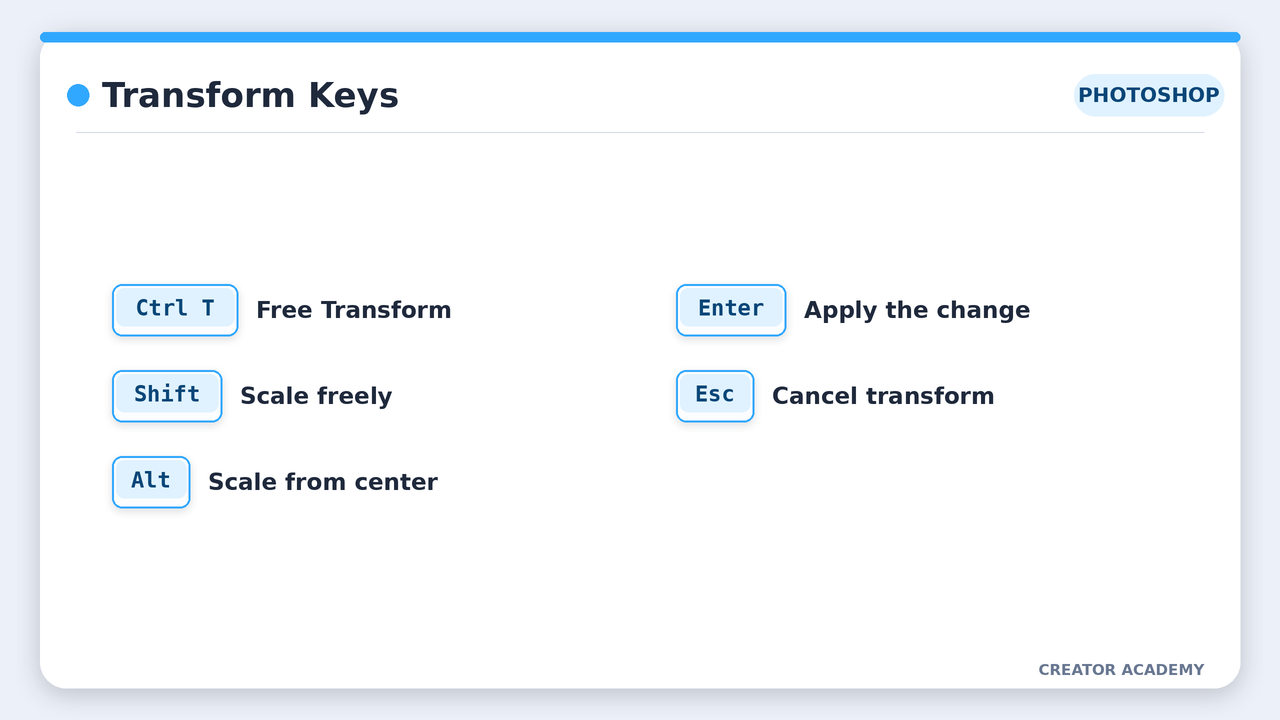 Transform Keys
PHOTOSHOP
Ctrl T Free Transform
Shift Scale freely
Alt Scale from center
Enter Apply the change
Esc Cancel transform
CREATOR ACADEMY